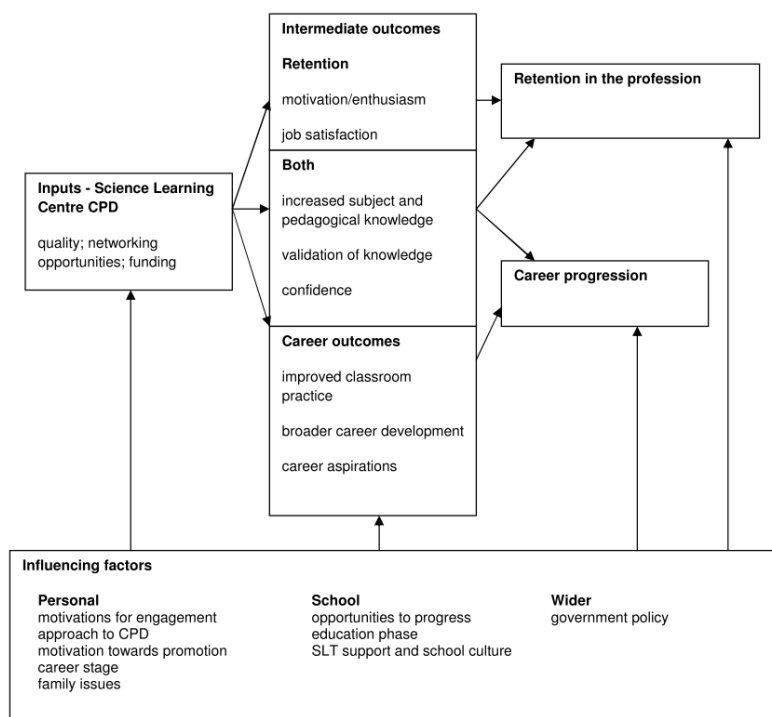 Intermediate outcomes
Retention
motivation/enthusiasm
job satisfaction
Both
increased subject and
pedagogical knowledge
validation of knowledge
confidence
Career outcomes
improved classroom
practice
broader career development
career aspirations
Retention in the profession
Inputs - Science Learning
Centre CPD
quality; networking
opportunities; funding
Career progression
Influencing factors
Personal
motivations for engagement
approach to CPD
motivation towards promotion
career stage
family issues
School
opportunities to progress
education phase
SLT support and school culture
Wider
government policy